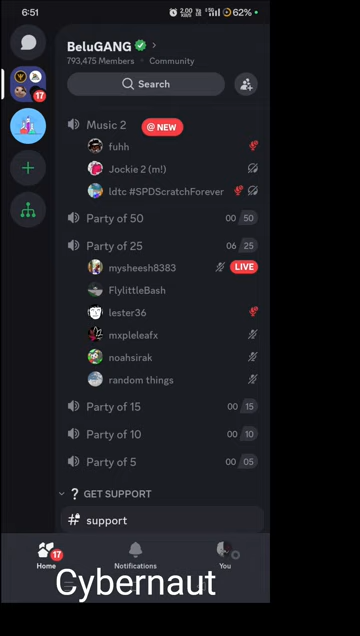 6:51
2.00
KB/S
62%
BeluGANG
793,475 Members • Community
Search
17
Music 2
@ NEW
fuhh
Jockie 2 (m!)
ldtc #SPDScratchForever
Party of 50 00 50
Party of 25 06 25
mysheesh8383 LIVE
FlylittleBash
lester36
mxpleleafx
noahsirak
random things
Party of 15 00 15
Party of 10 00 10
Party of 5 00 05
? GET SUPPORT
# support
17
Home Notifications You
Cybernaut